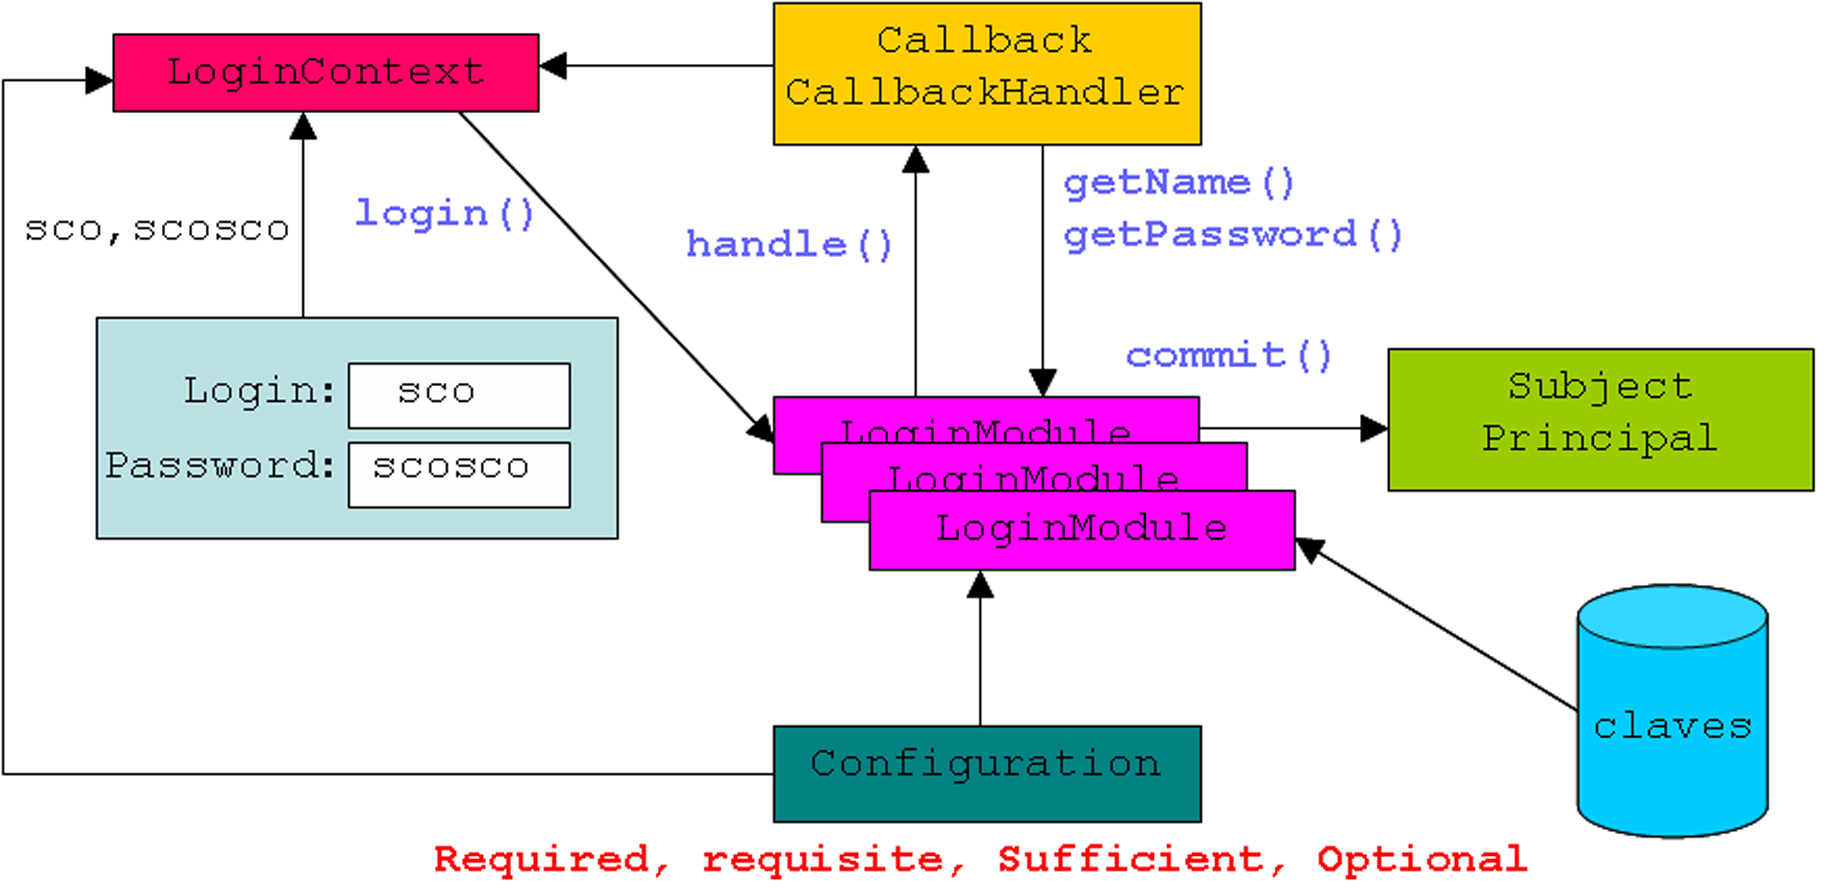 LoginContext
Callback
CallbackHandler
sco,scosco
login()
handle()
getName()
getPassword()
commit()
Login: sco
Password: scosco
LoginModule
LoginModule
LoginModule
Subject
Principal
claves
Configuration
Required, requisite, Sufficient, Optional